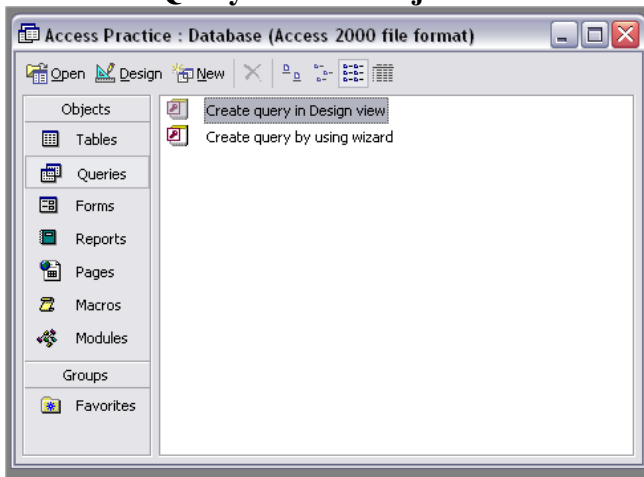 Query
Access Practice : Database (Access 2000 file format)
Open Design New
Objects
Tables
Queries
Forms
Reports
Pages
Macros
Modules
Groups
Favorites
Create query in Design view
Create query by using wizard